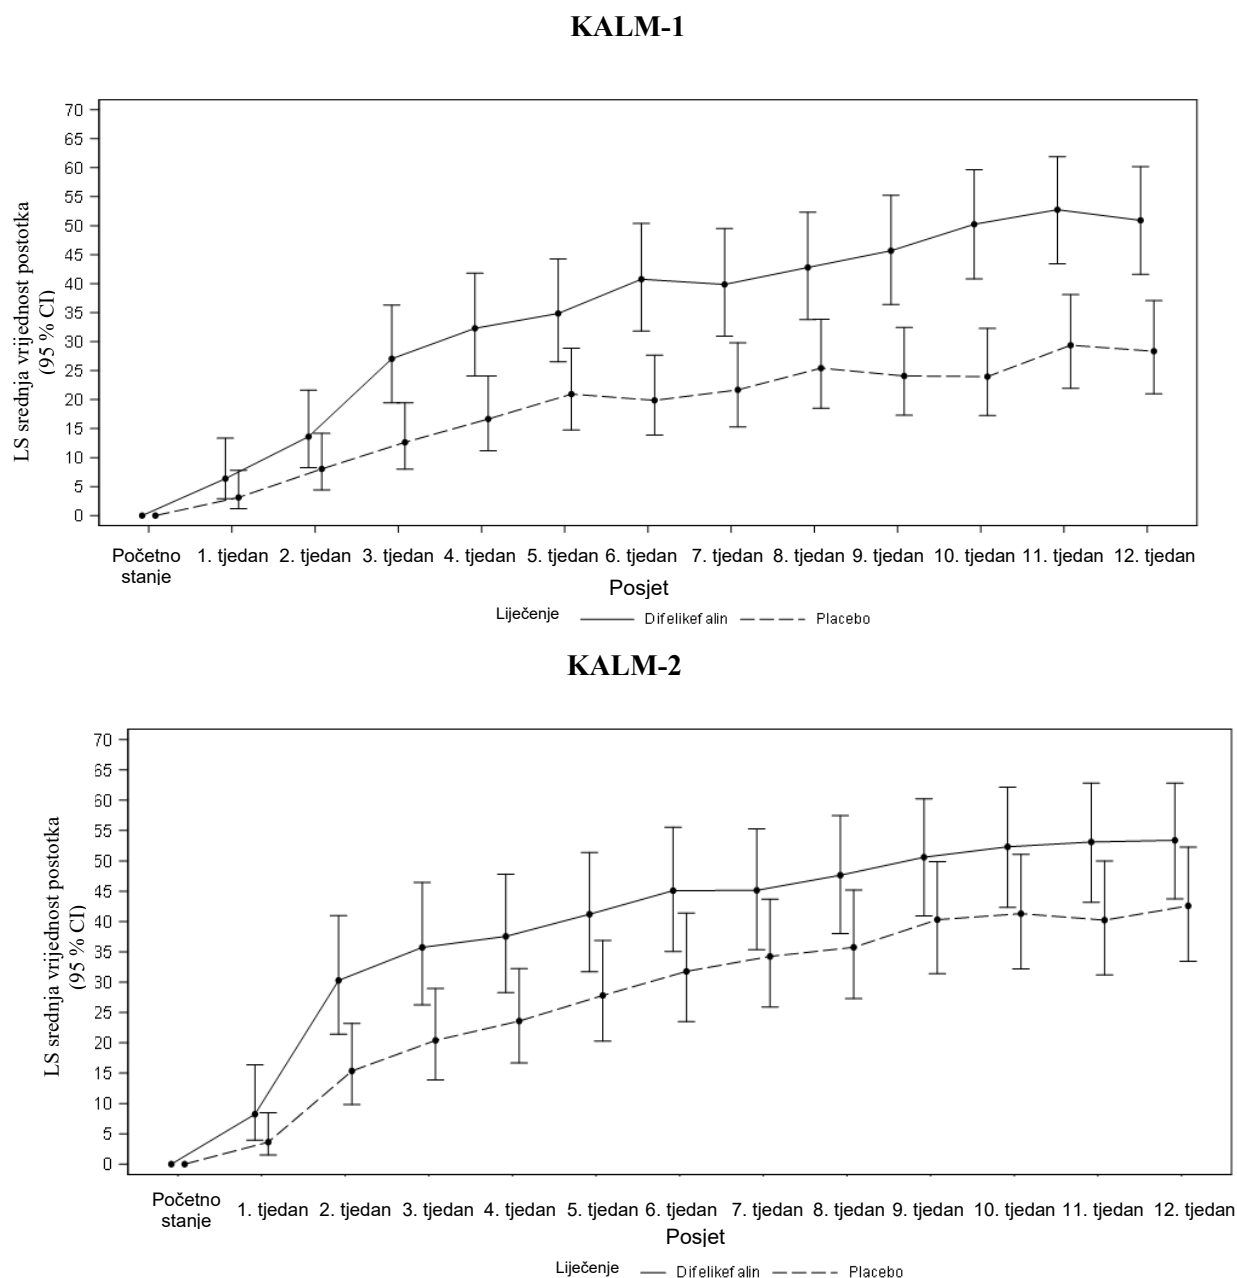 KALM-1
LS srednja vrijednost postotka
(95 % CI)
70
65
60
55
50
45
40
35
30
25
20
15
10
5
0
Početno stanje
1. tjedan
2. tjedan
3. tjedan
4. tjedan
5. tjedan
6. tjedan
7. tjedan
8. tjedan
9. tjedan
10. tjedan
11. tjedan
12. tjedan
Posjet
Liječenje Difelikefalin Placebo
KALM-2
LS srednja vrijednost postotka
(95 % CI)
70
65
60
55
50
45
40
35
30
25
20
15
10
5
0
Početno stanje
1. tjedan
2. tjedan
3. tjedan
4. tjedan
5. tjedan
6. tjedan
7. tjedan
8. tjedan
9. tjedan
10. tjedan
11. tjedan
12. tjedan
Posjet
Liječenje Difelikefalin Placebo